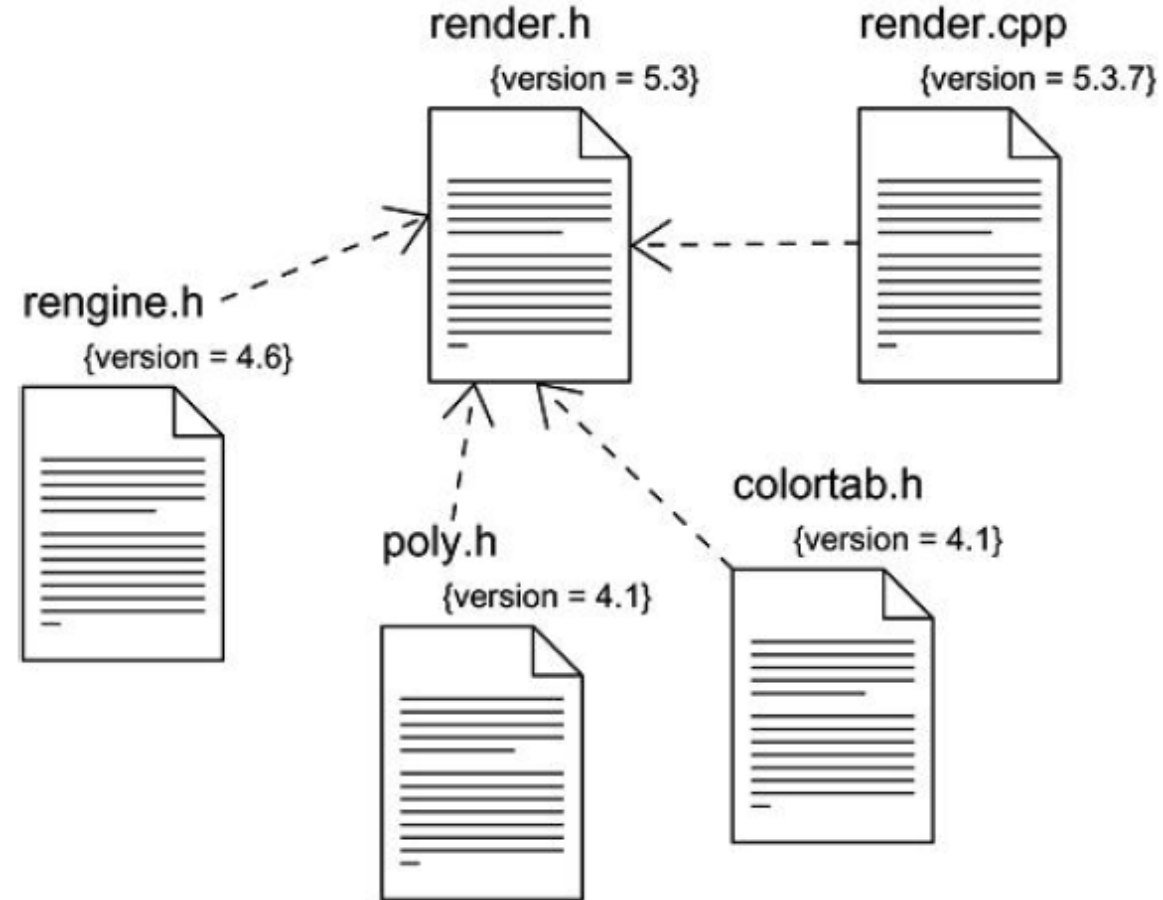 render.h
{version = 5.3}
render.cpp
{version = 5.3.7}
rengine.h
{version = 4.6}
poly.h
{version = 4.1}
colortab.h
{version = 4.1}